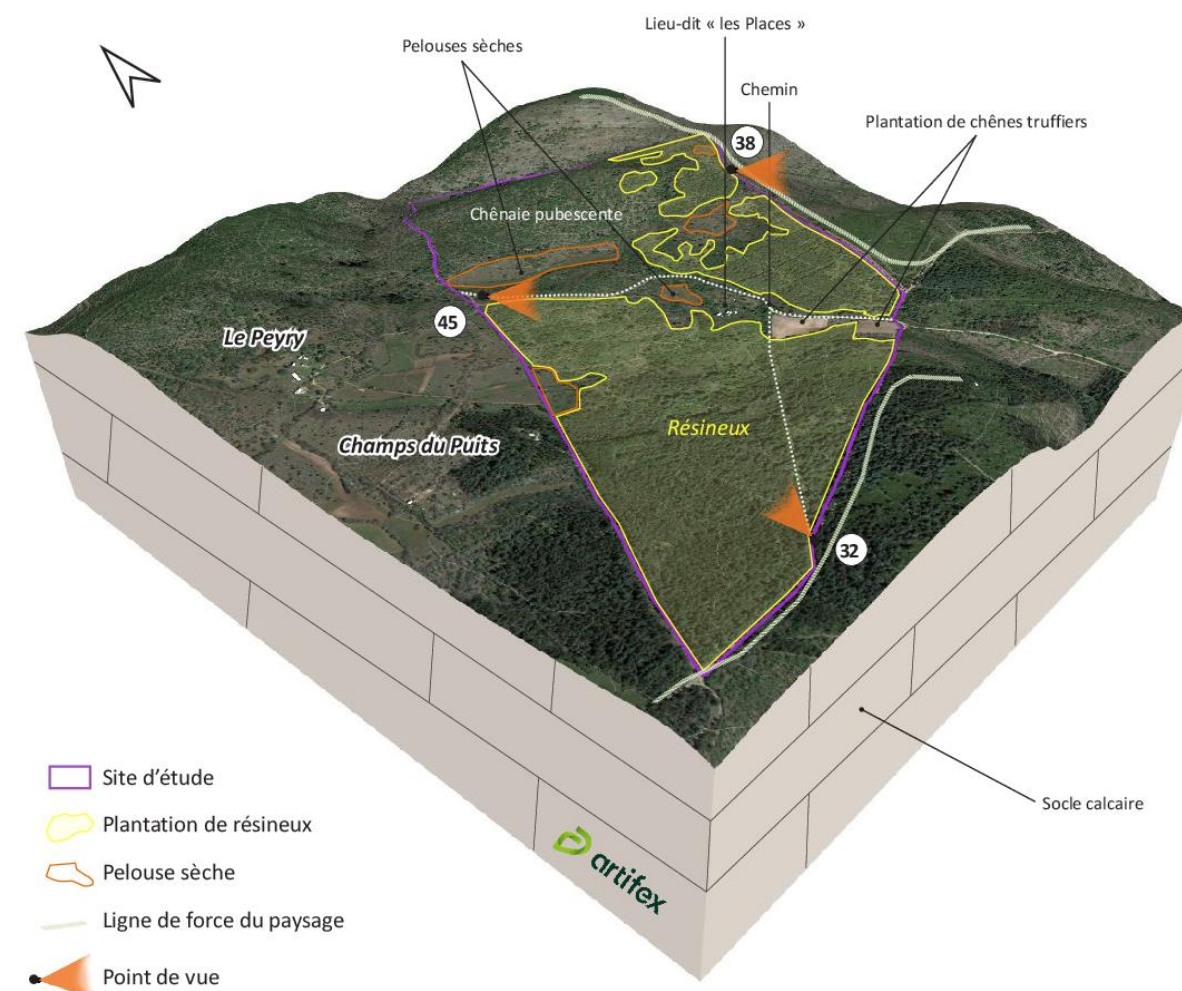 Lieu-dit « les Places »
Pelouses sèches
Chemin
Plantation de chênes truffiers
38
Chênaie pubescente
45
Le Peyry
Résineux
Champs du Puits
32
Socle calcaire
Site d'étude
Plantation de résineux
Pelouse sèche
Ligne de force du paysage
Point de vue
artifex